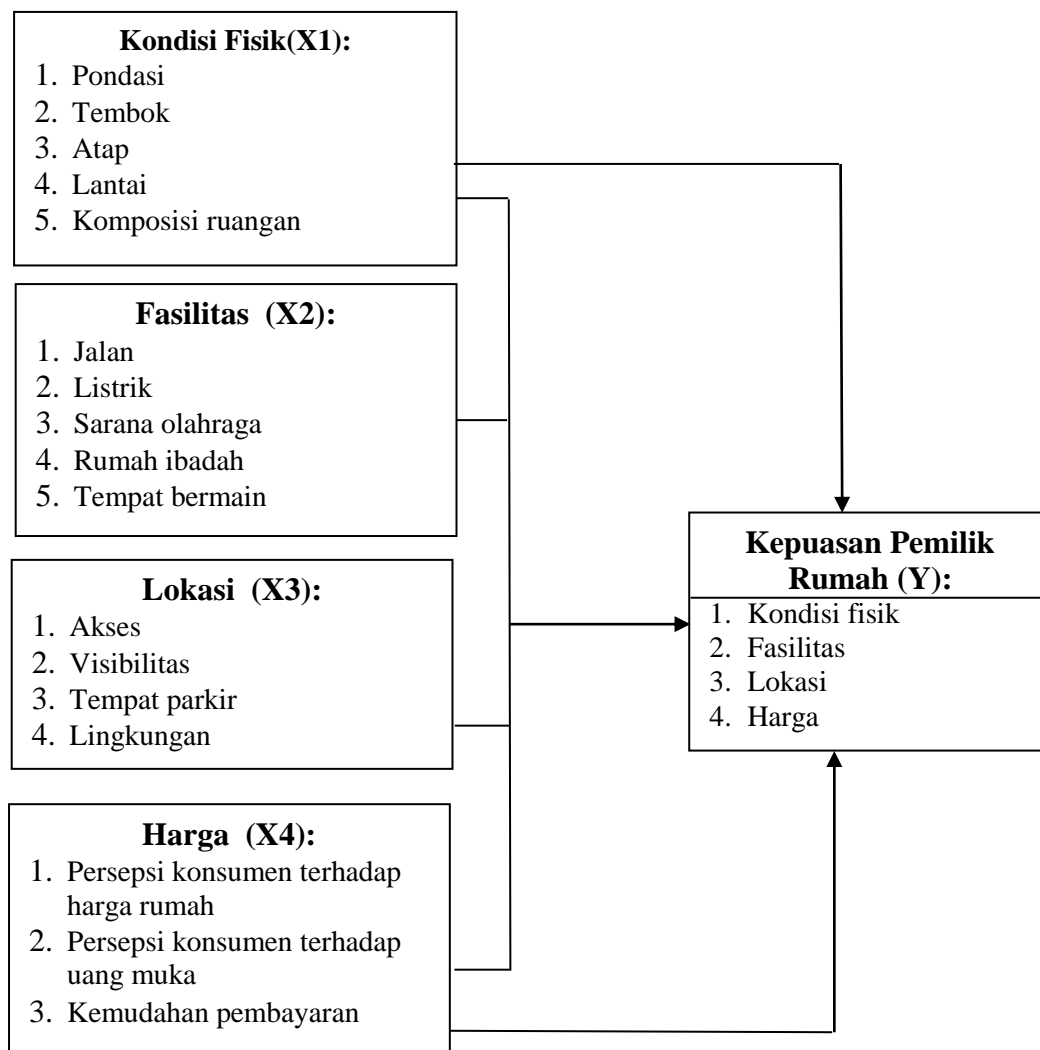 Kondisi Fisik(X1):
1. Pondasi
2. Tembok
3. Atap
4. Lantai
5. Komposisi ruangan
Fasilitas (X2):
1. Jalan
2. Listrik
3. Sarana olahraga
4. Rumah ibadah
5. Tempat bermain
Lokasi (X3):
1. Akses
2. Visibilitas
3. Tempat parkir
4. Lingkungan
Harga (X4):
1. Persepsi konsumen terhadap
harga rumah
2. Persepsi konsumen terhadap
uang muka
3. Kemudahan pembayaran
Kepuasan Pemilik
Rumah (Y):
1. Kondisi fisik
2. Fasilitas
3. Lokasi
4. Harga